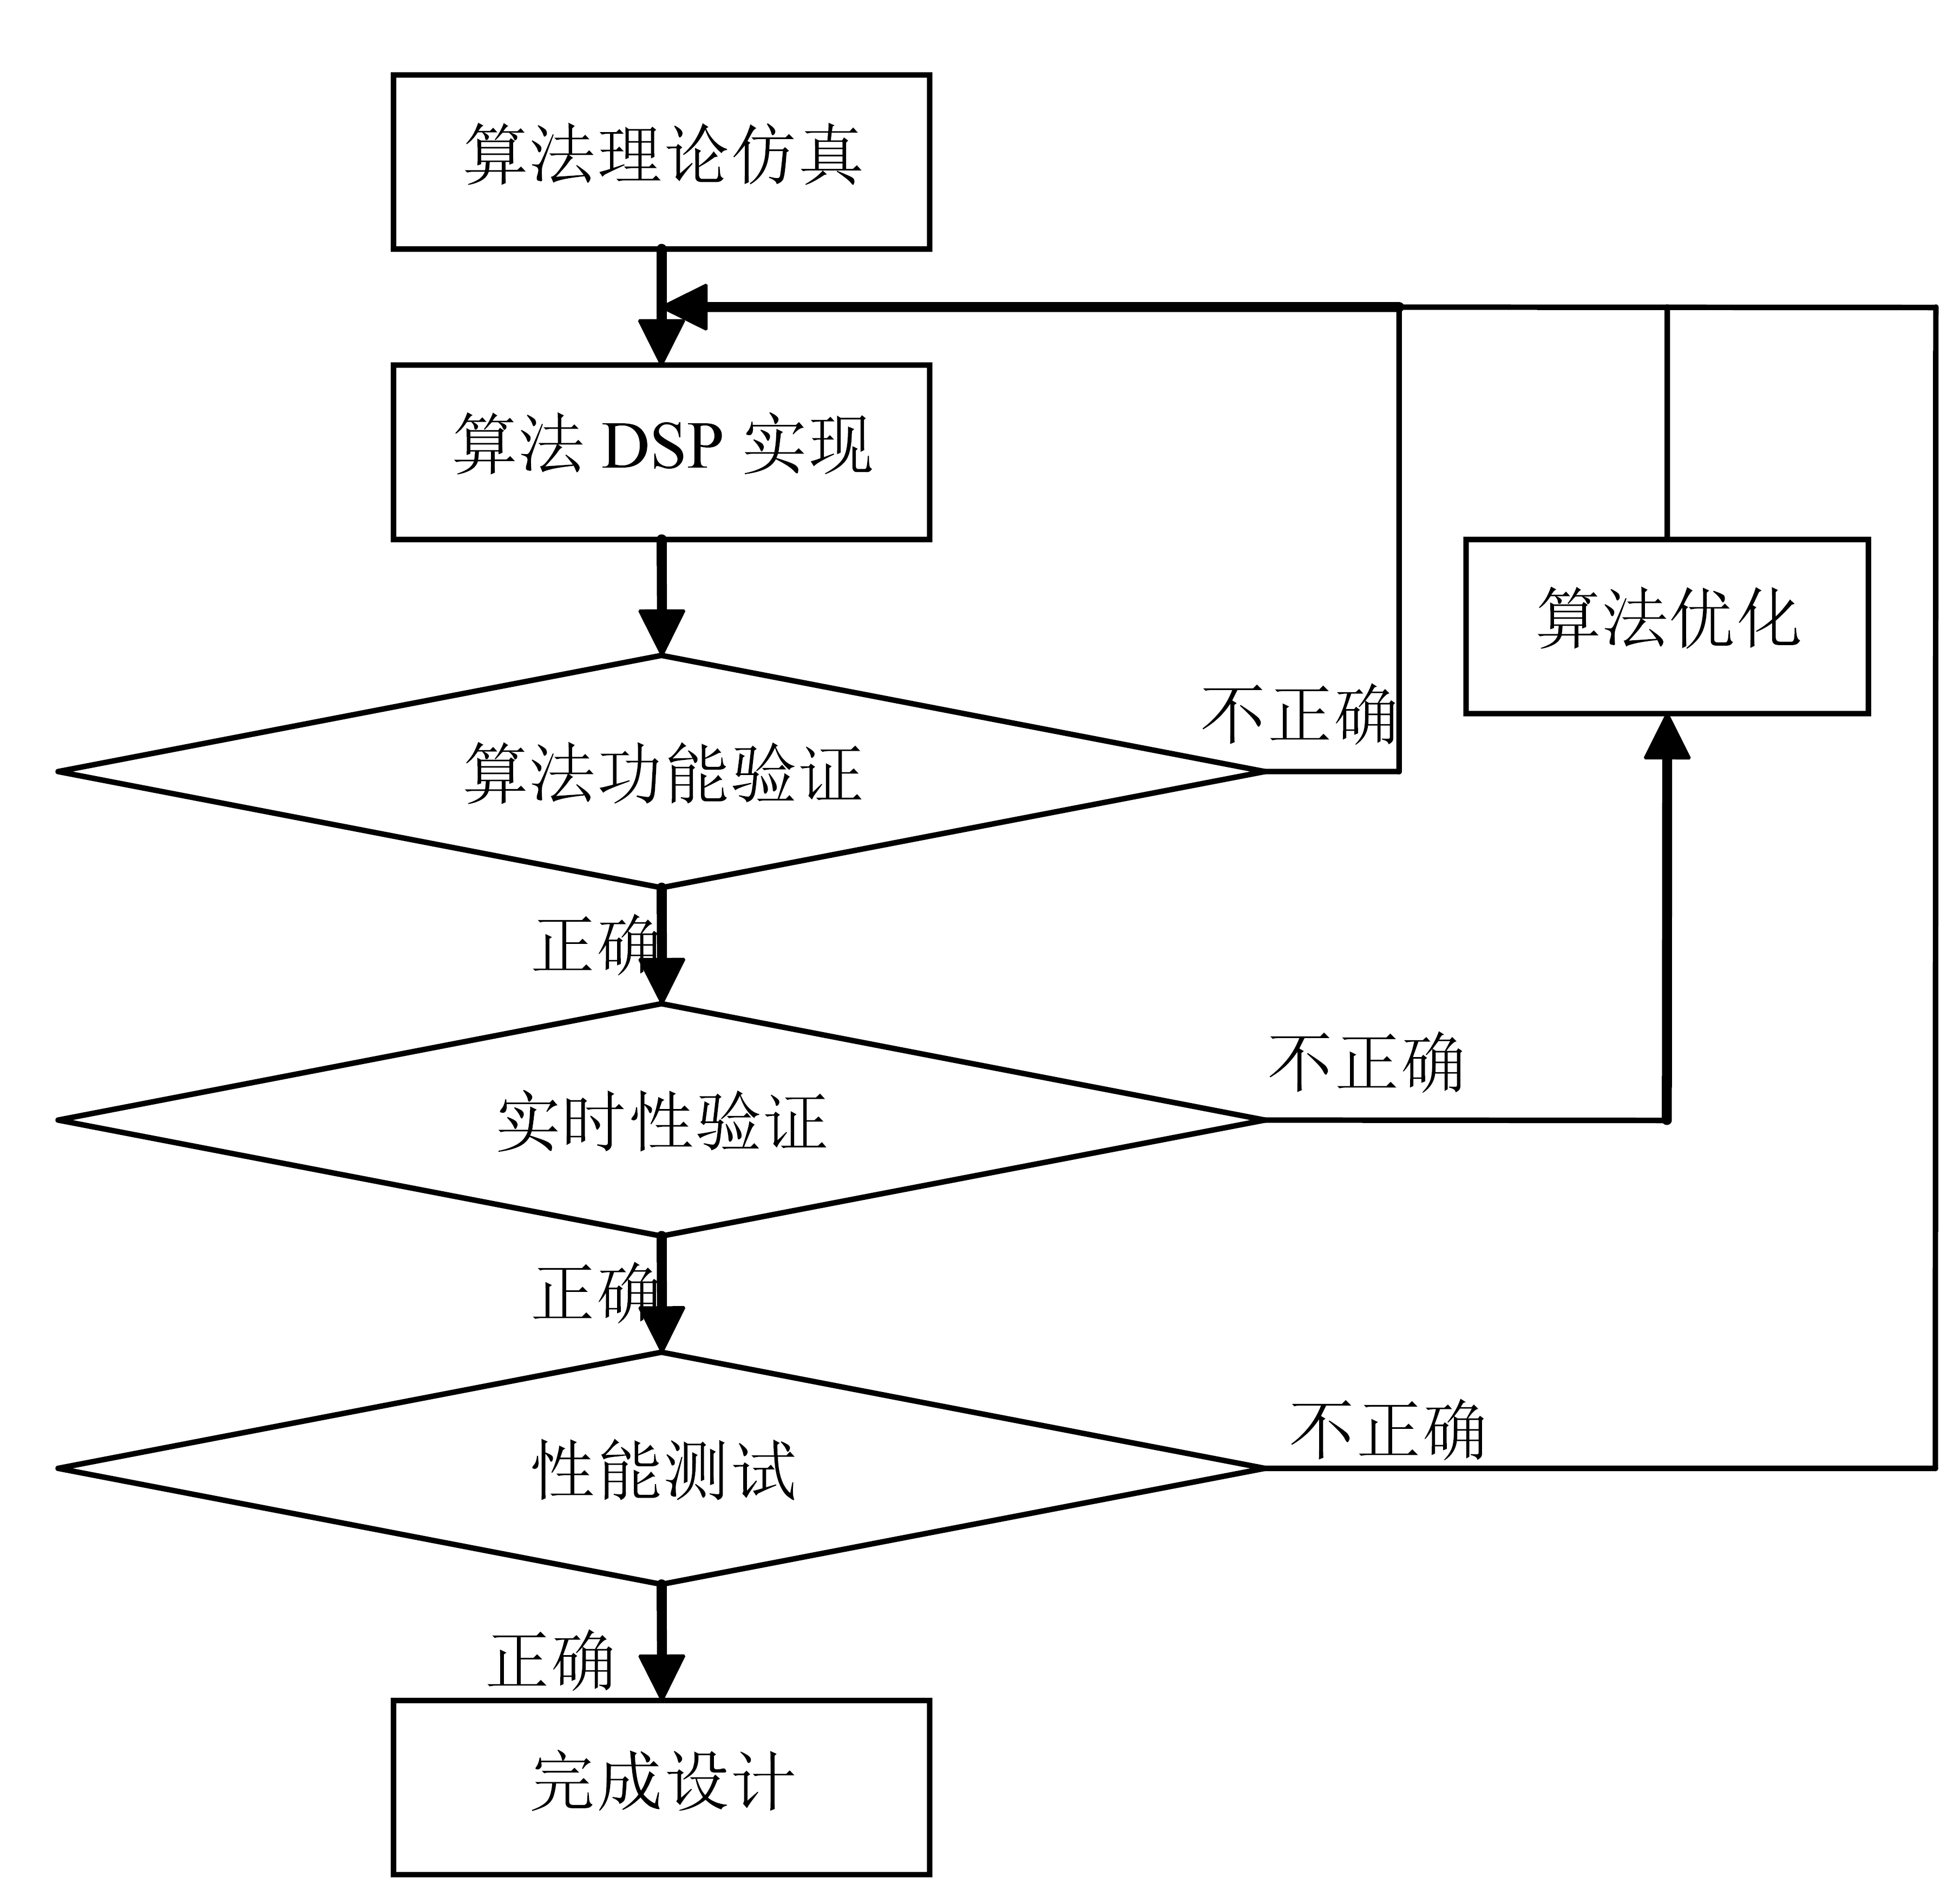 算法理论仿真
算法 DSP 实现
算法优化
不正确
算法功能验证
正确
不正确
实时性验证
正确
不正确
性能测试
正确
完成设计